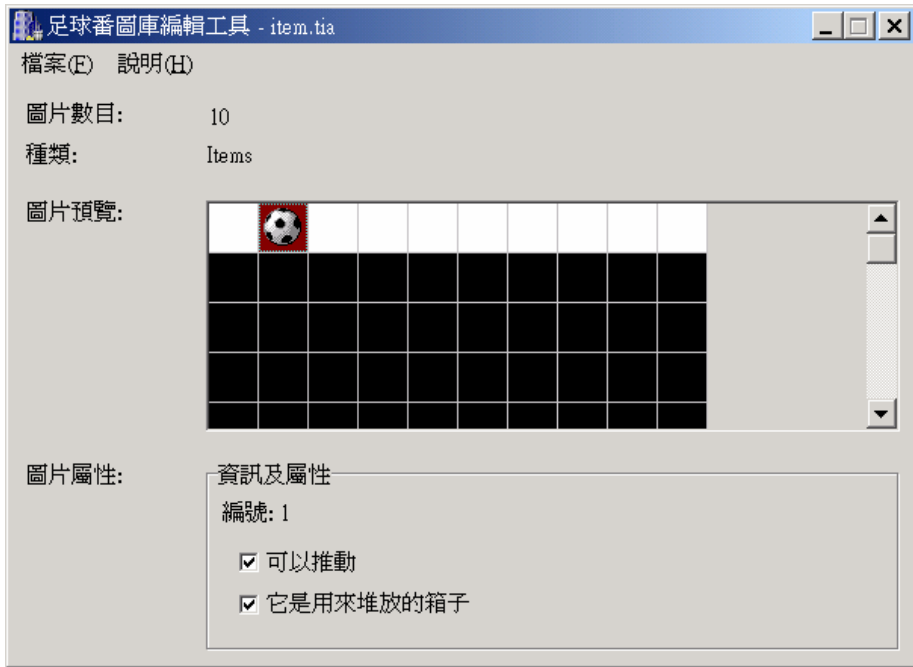 足球番圖庫編輯工具 - item.tia
檔案(F) 說明(H)
圖片數目: 10
種類: Items
圖片預覽:
圖片屬性:
資訊及屬性
編號: 1
可以推動
它是用來堆放的箱子